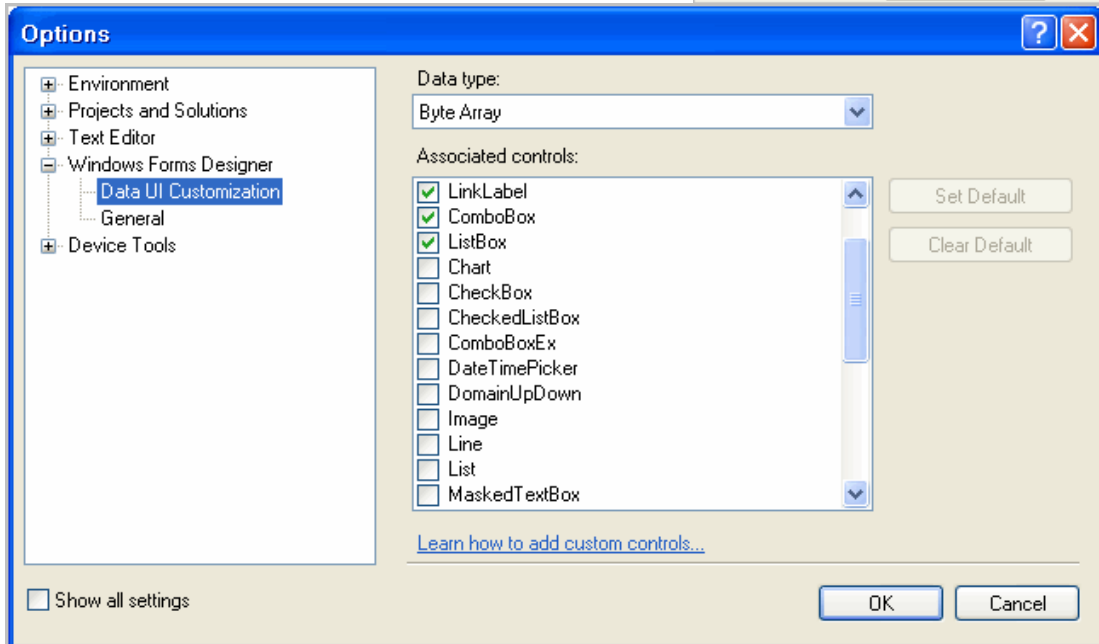 Options
Environment
Projects and Solutions
Text Editor
Windows Forms Designer
Data UI Customization
General
Device Tools
Data type:
Byte Array
Associated controls:
LinkLabel
ComboBox
ListBox
Chart
CheckBox
CheckedListBox
ComboBoxEx
DateTimePicker
DomainUpDown
Image
Line
List
MaskedTextBox
Set Default
Clear Default
Learn how to add custom controls...
Show all settings
OK
Cancel